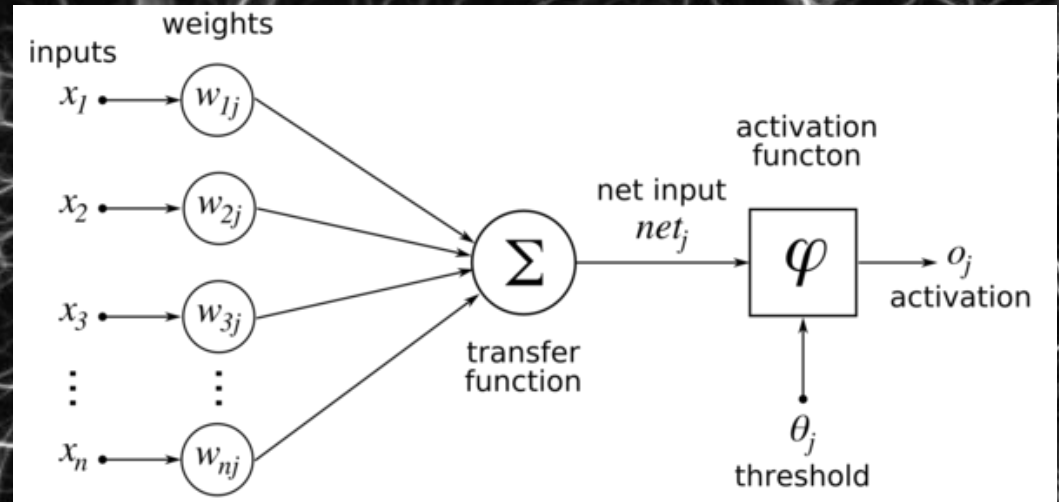 weights
inputs
x₁
w₁ⱼ
x₂
w₂ⱼ
x₃
w₃ⱼ
⋮ ⋮
xₙ
wₙⱼ
Σ
transfer
function
net input
netⱼ
activation
functon
φ
oⱼ
activation
θⱼ
threshold